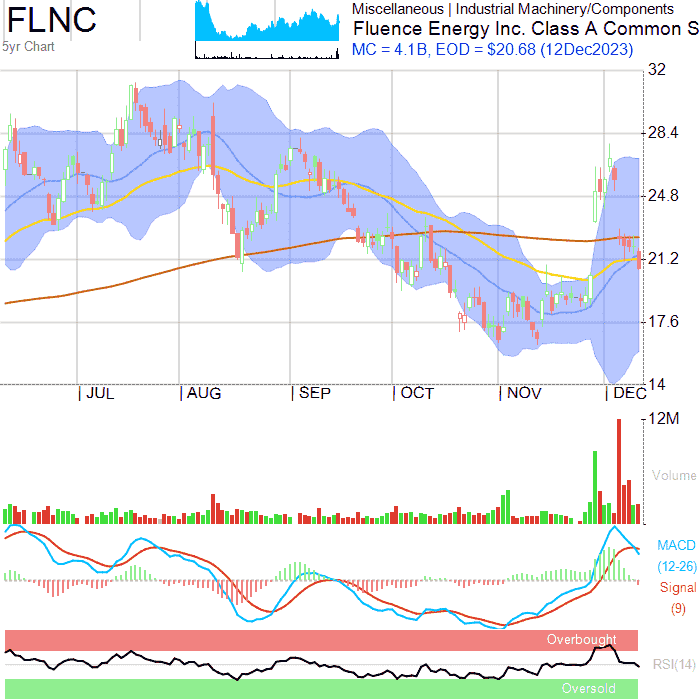 FLNC
5yr Chart
Miscellaneous | Industrial Machinery/Components
Fluence Energy Inc. Class A Common S
MC = 4.1B, EOD = $20.68 (12Dec2023)
32
28.4
24.8
21.2
17.6
14
JUL AUG SEP OCT NOV DEC
12M
Volume
MACD
(12-26)
Signal
(9)
Overbought
RSI(14)
Oversold